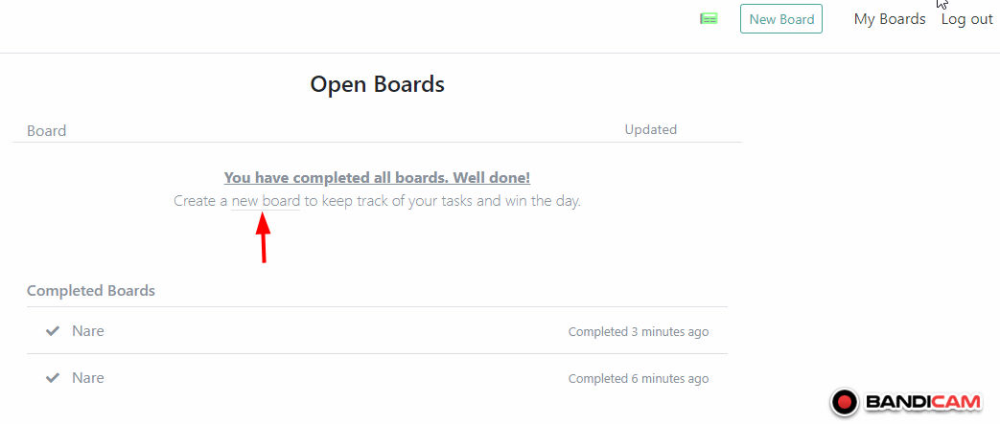 New Board My Boards Log out
Open Boards
Board Updated
You have completed all boards. Well done!
Create a new board to keep track of your tasks and win the day.
Completed Boards
Nare Completed 3 minutes ago
Nare Completed 6 minutes ago
BANDICAM